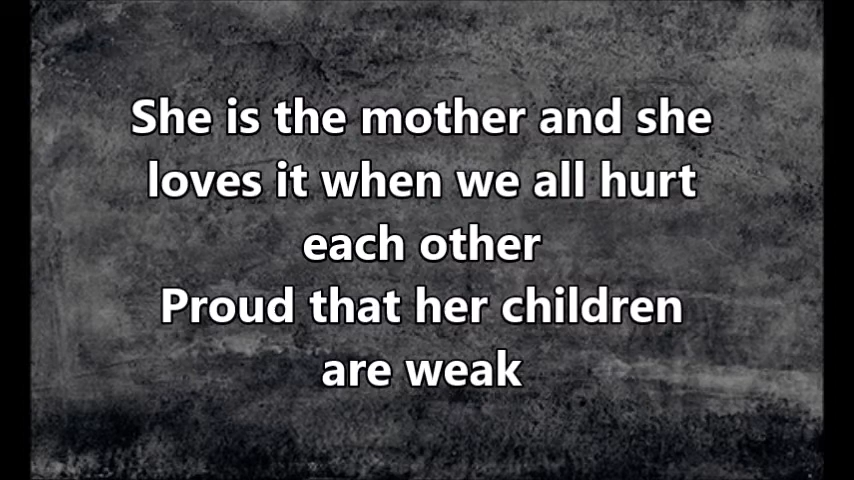 She is the mother and she
loves it when we all hurt
each other
Proud that her children
are weak